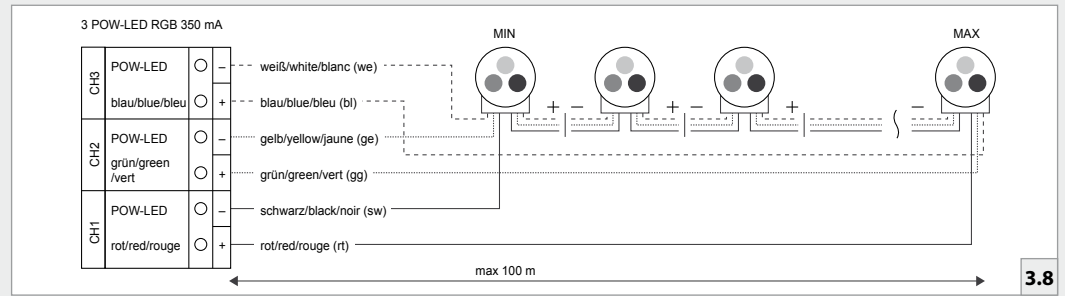 3 POW-LED RGB 350 mA
MIN
MAX
CH3
POW-LED
–
weiß/white/blanc (we)
blau/blue/bleu
+
blau/blue/bleu (bl)
+ –
+ –
+
–
CH2
POW-LED
–
gelb/yellow/jaune (ge)
grün/green
/vert
+
grün/green/vert (gg)
CH1
POW-LED
–
schwarz/black/noir (sw)
rot/red/rouge
+
rot/red/rouge (rt)
max 100 m
3.8